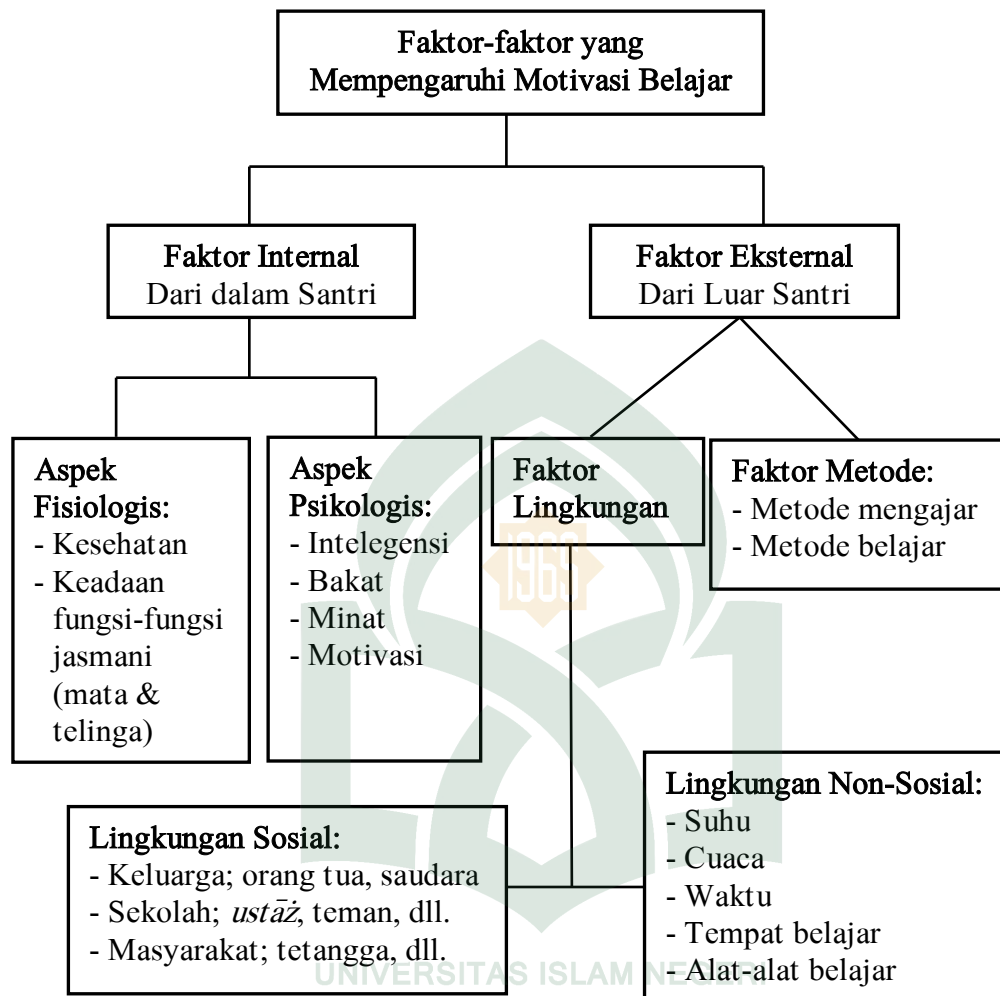 Faktor-faktor yang
Mempengaruhi Motivasi Belajar
Faktor Internal
Dari dalam Santri
Faktor Eksternal
Dari Luar Santri
Aspek
Fisiologis:
- Kesehatan
- Keadaan
fungsi-fungsi
jasmani
(mata &
telinga)
Aspek
Psikologis:
- Intelegensi
- Bakat
- Minat
- Motivasi
Faktor
Lingkungan
Faktor Metode:
- Metode mengajar
- Metode belajar
1969
Lingkungan Sosial:
- Keluarga; orang tua, saudara
- Sekolah; ustāż, teman, dll.
- Masyarakat; tetangga, dll.
Lingkungan Non-Sosial:
- Suhu
- Cuaca
- Waktu
- Tempat belajar
- Alat-alat belajar
UNIVERSITAS ISLAM NEGERI